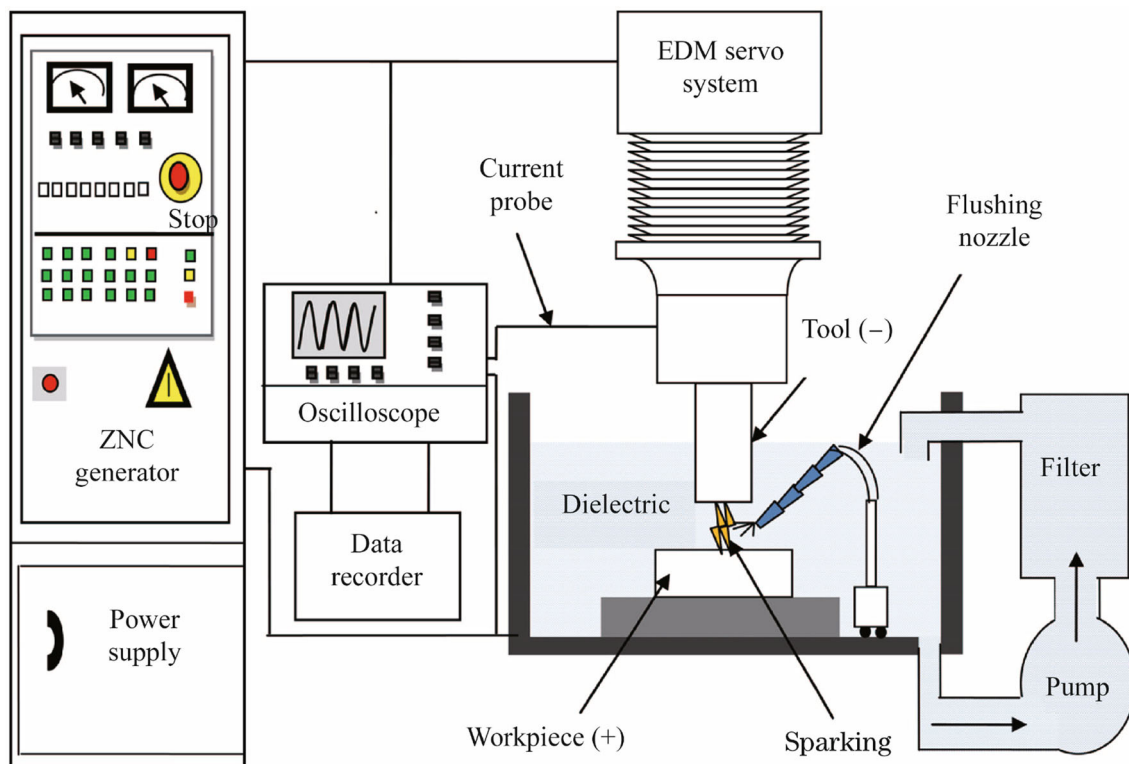 EDM servo
system
Current
probe
Flushing
nozzle
Stop
Tool (−)
Oscilloscope
ZNC
generator
Filter
Dielectric
Data
recorder
Power
supply
Pump
Workpiece (+)
Sparking